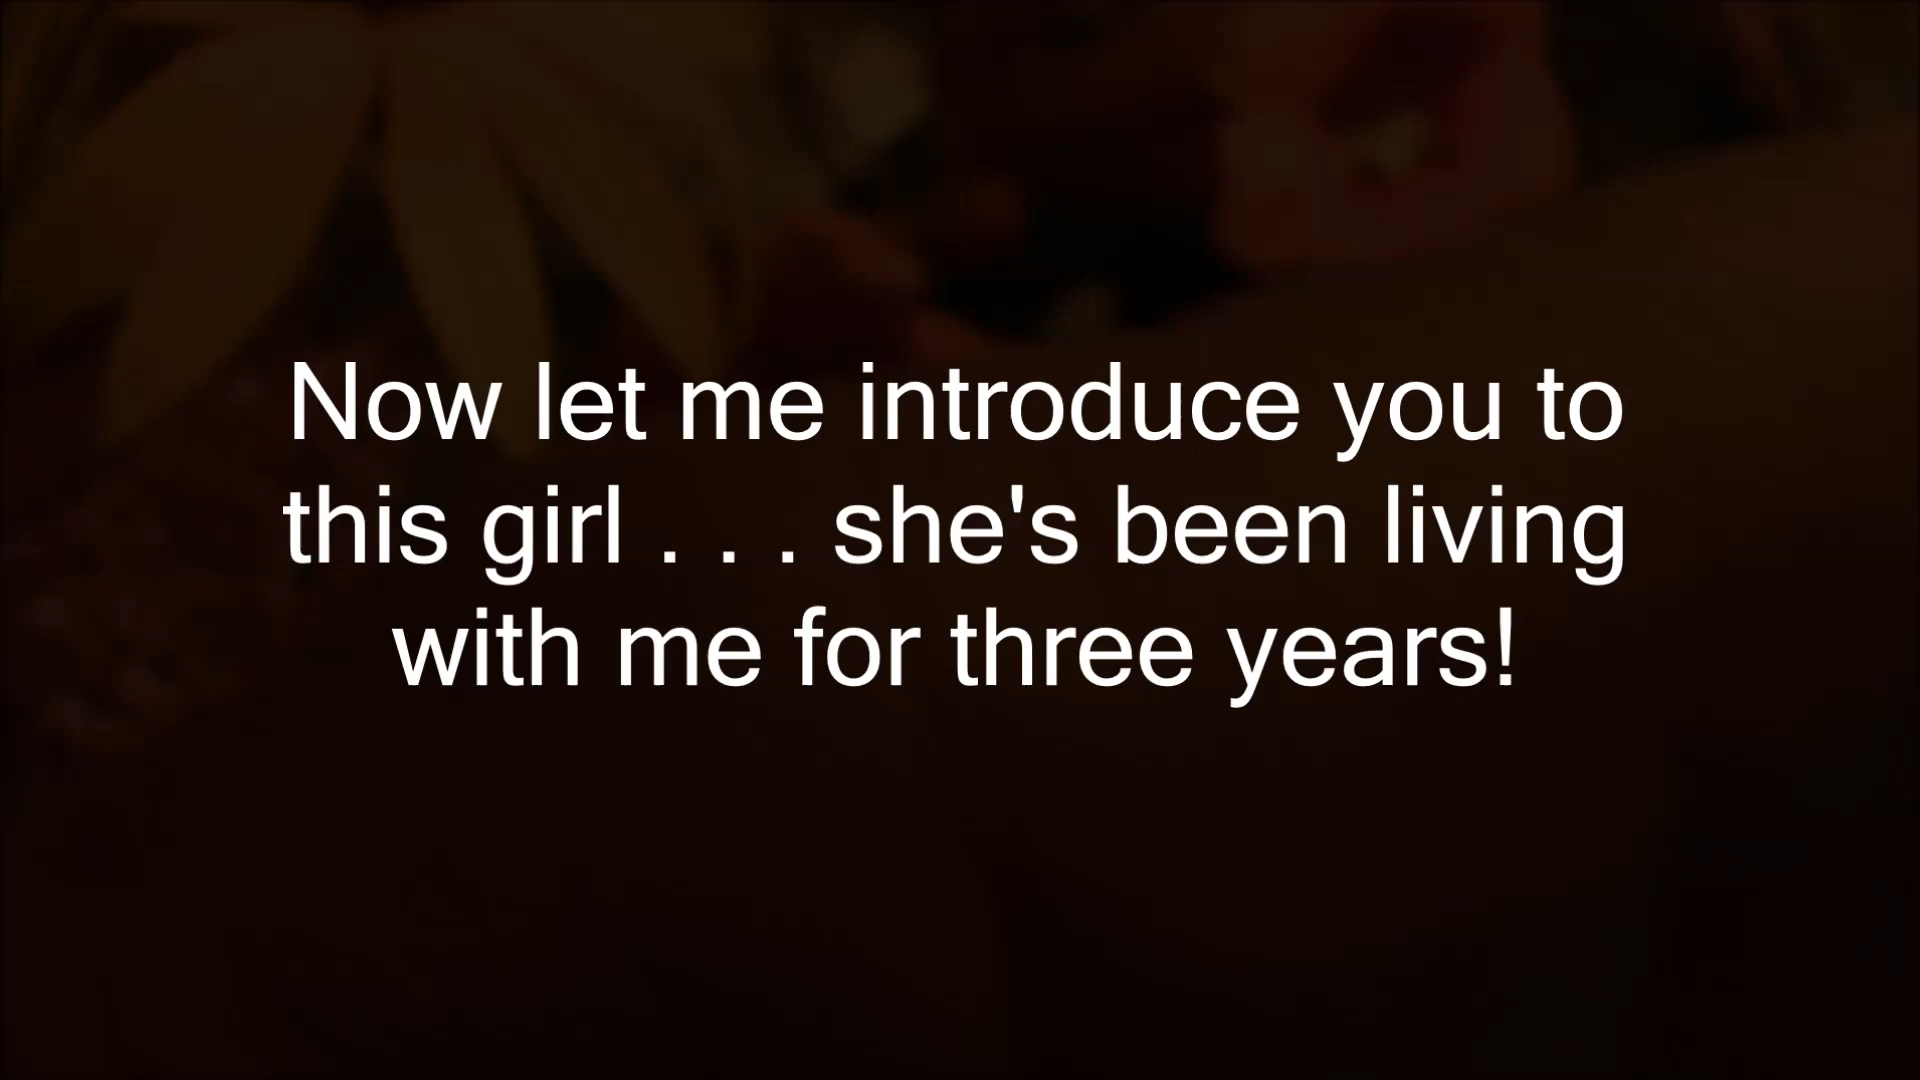 Now let me introduce you to
this girl . . . she's been living
with me for three years!